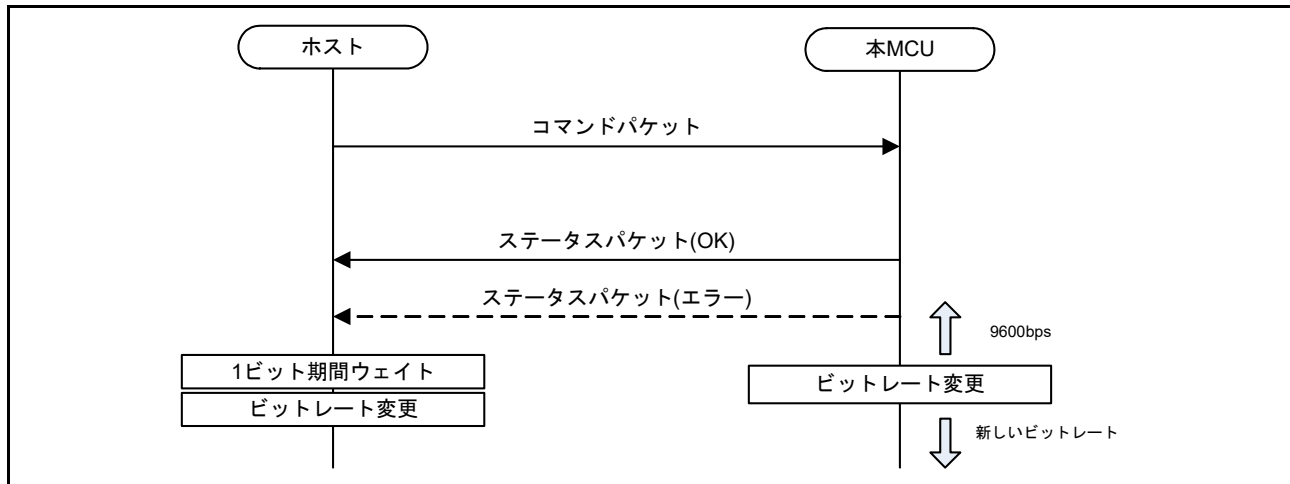 ホスト
本MCU
コマンドパケット
ステータスパケット(OK)
ステータスパケット(エラー)
9600bps
1ビット期間ウェイト
ビットレート変更
ビットレート変更
新しいビットレート